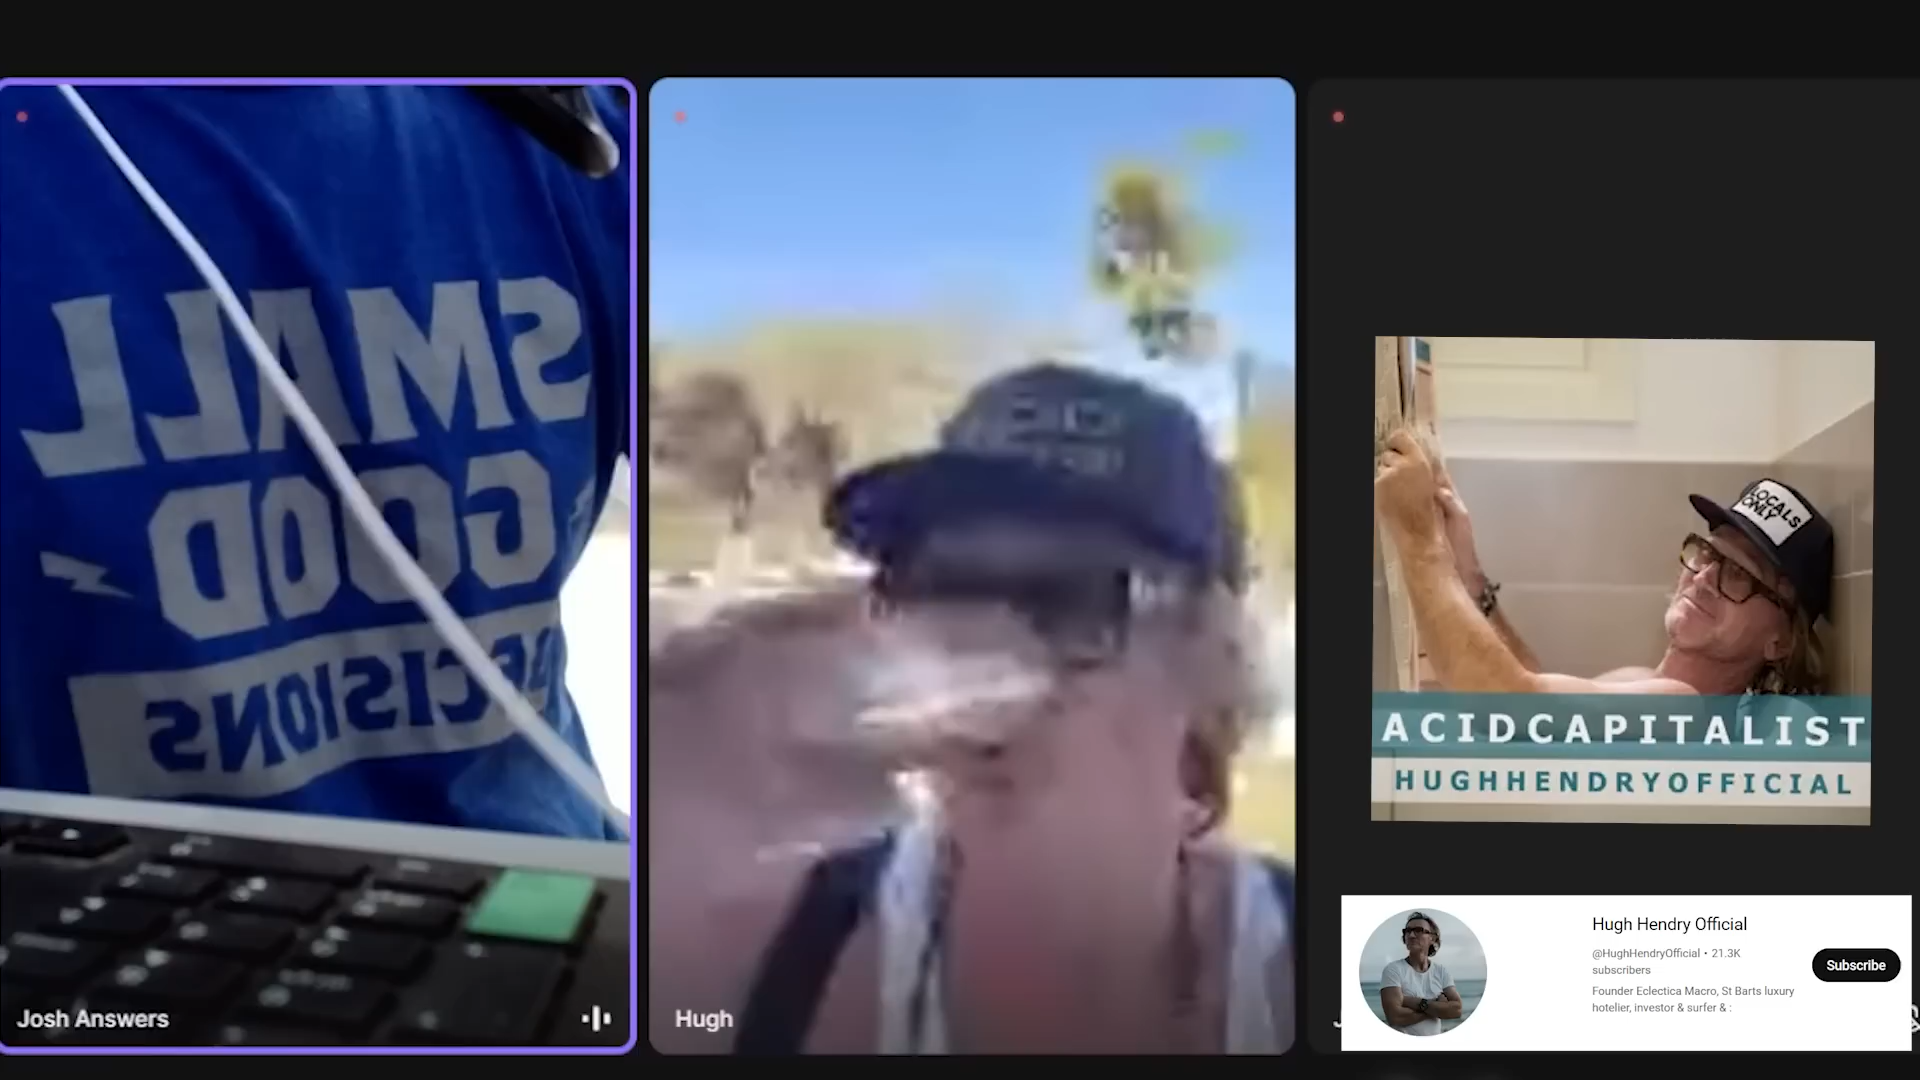 SMALL
GOOD
DECISIONS
Josh Answers
Hugh
LOCALS
ONLY
ACIDCAPITALIST
HUGHHENDRYOFFICIAL
Hugh Hendry Official
@HughHendryOfficial • 21.3K
subscribers
Subscribe
Founder Eclectica Macro, St Barts luxury
hotelier, investor & surfer & :